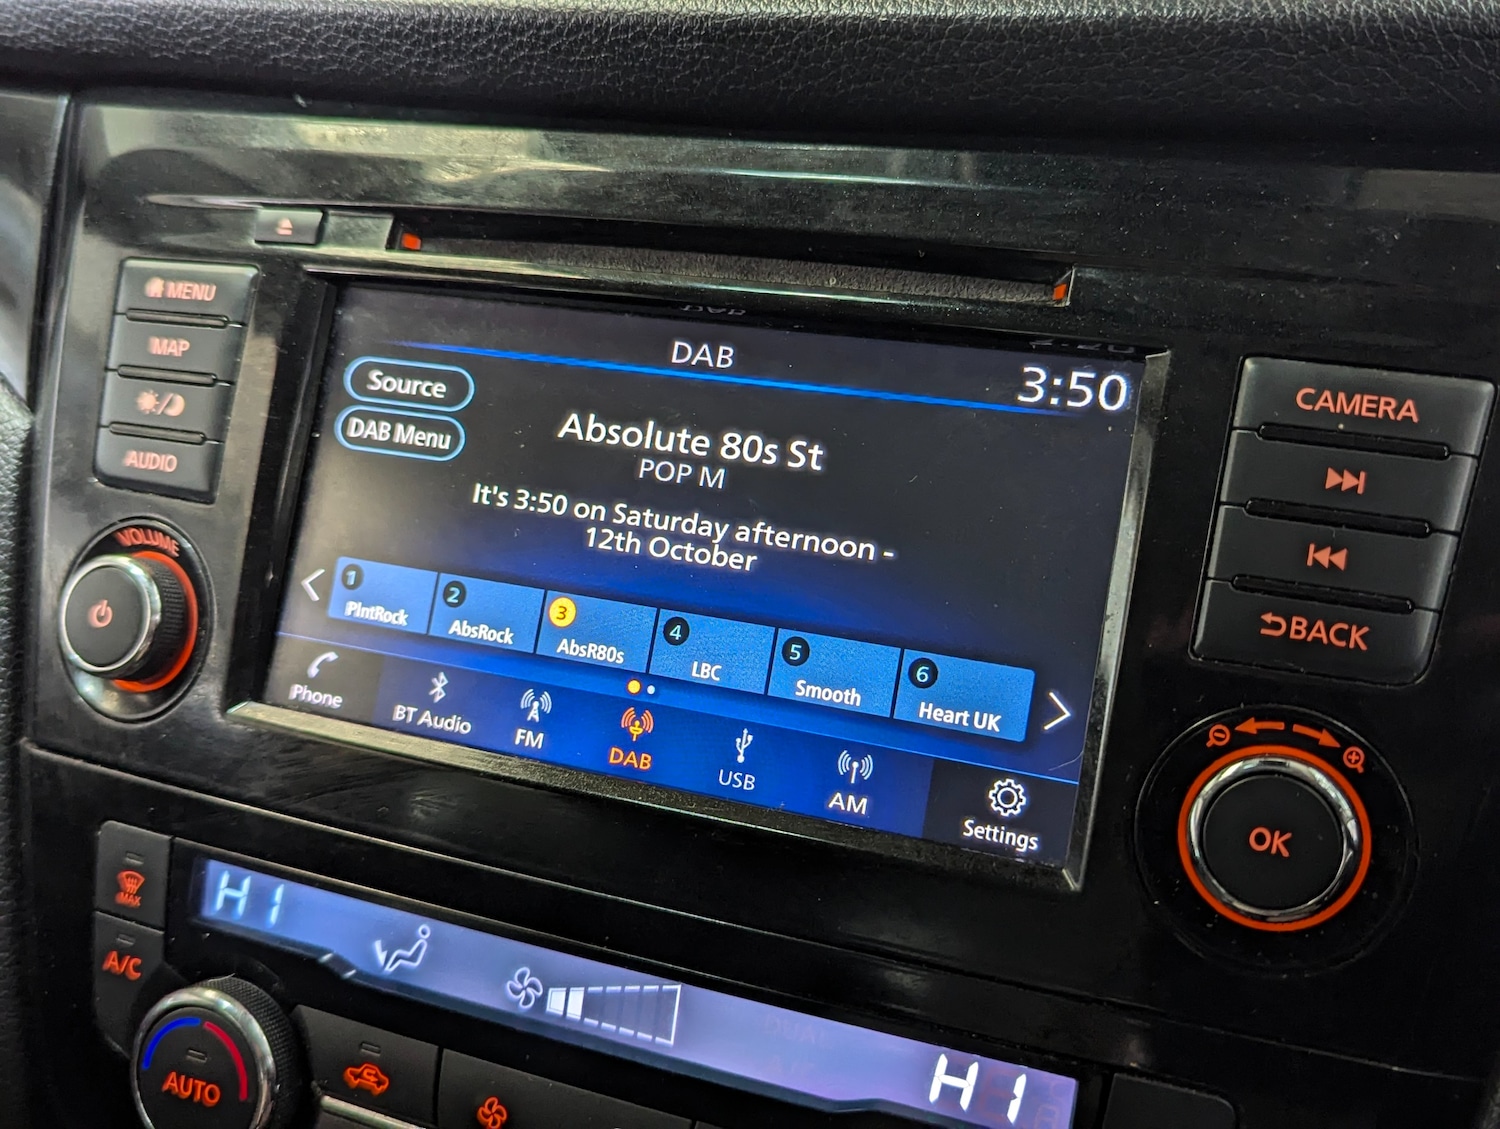 MENU
MAP
AUDIO
VOLUME
DAB
3:50
Source
DAB Menu
Absolute 80s St
POP M
It's 3:50 on Saturday afternoon -
12th October
1 PlntRock
2 AbsRock
3 AbsR80s
4 LBC
5 Smooth
6 Heart UK
Phone
BT Audio
FM
DAB
USB
AM
Settings
CAMERA
BACK
OK
MAX
A/C
AUTO
HI
HI